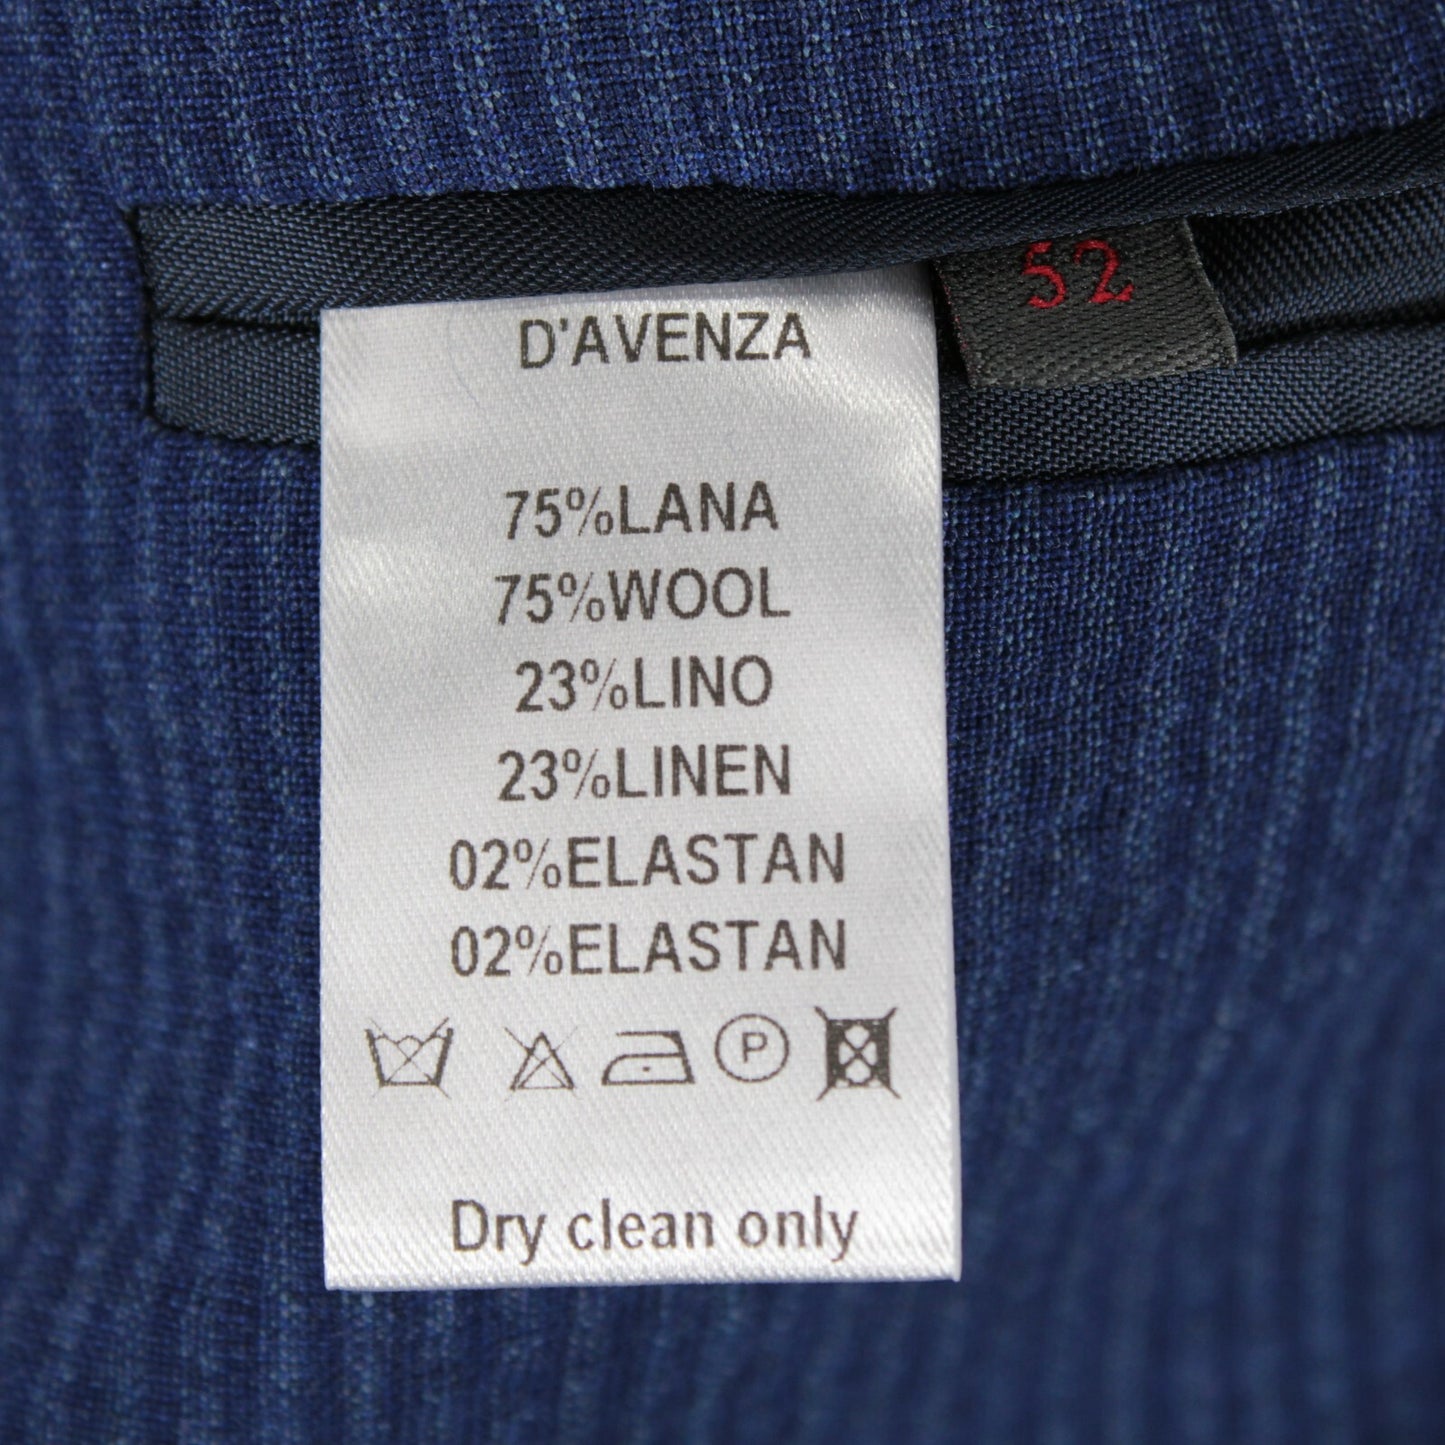 52
D'AVENZA
75%LANA
75%WOOL
23%LINO
23%LINEN
02%ELASTAN
02%ELASTAN
P
Dry clean only